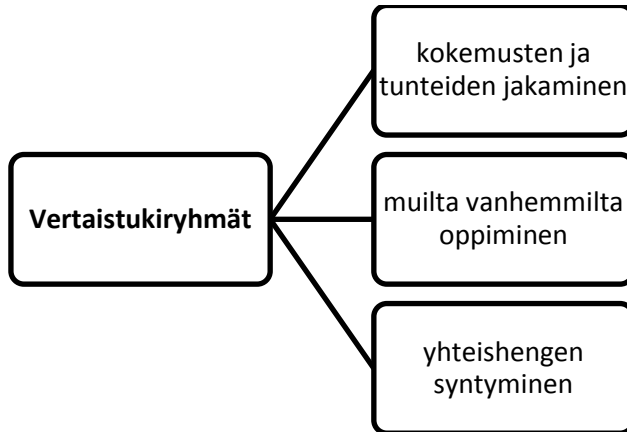 kokemusten ja
tunteiden jakaminen
Vertaistukiryhmät
muilta vanhemmilta
oppiminen
yhteishengen
syntyminen